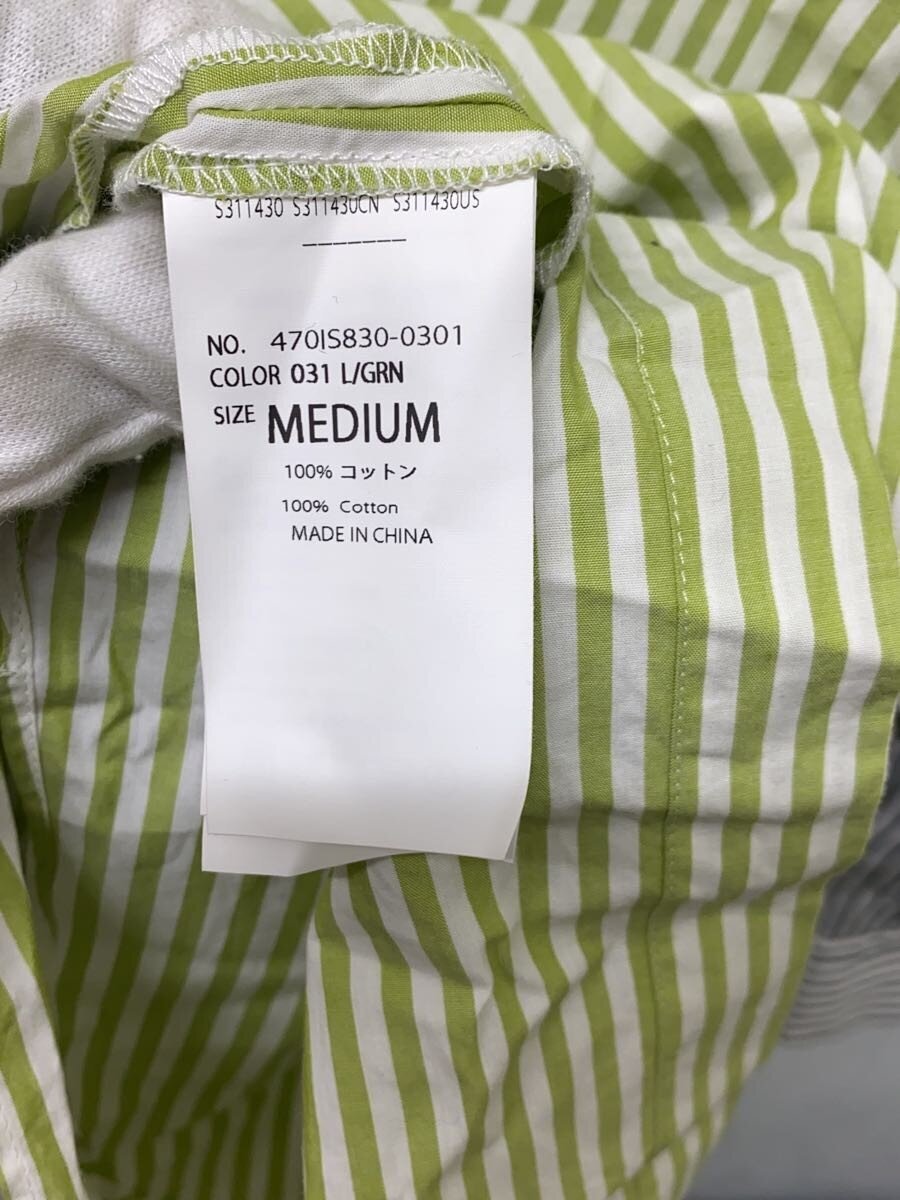 S311430 S311430CN S311430US
-------
NO. 470IS830-0301
COLOR 031 L/GRN
SIZE MEDIUM
100% コットン
100% Cotton
MADE IN CHINA